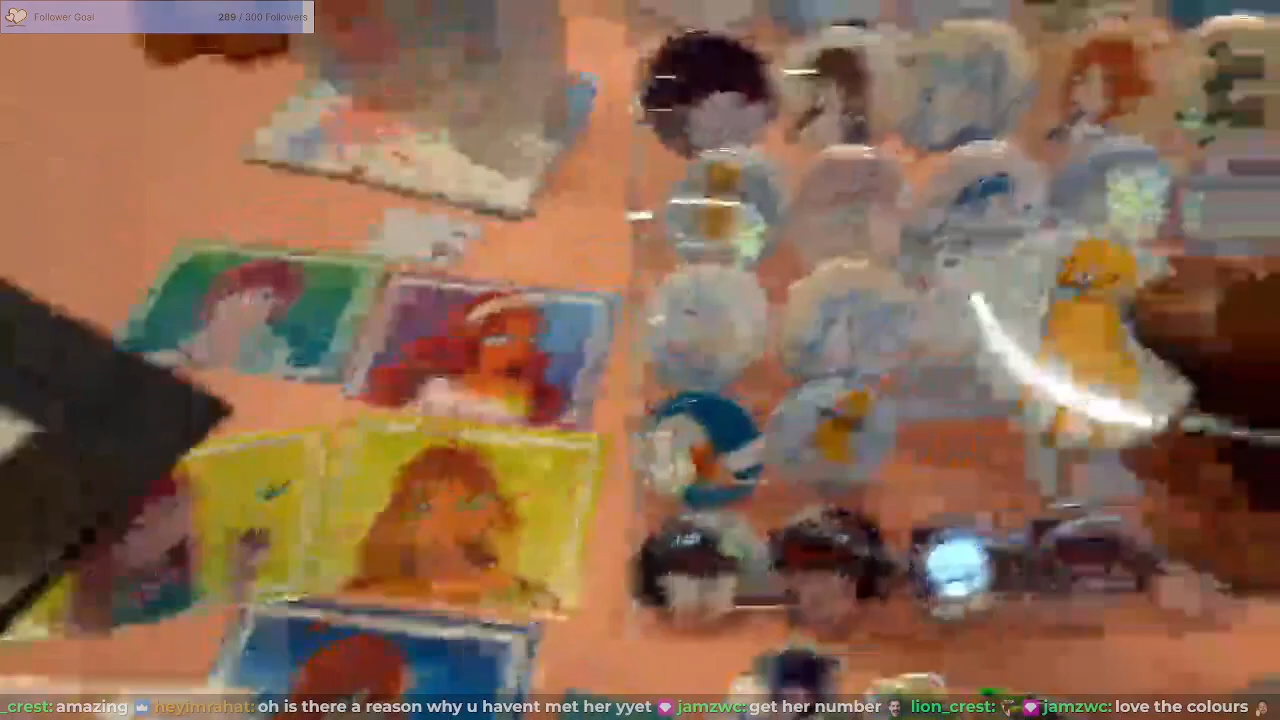 Follower Goal 289 / 300 Followers
_crest: amazing heyimrahat: oh is there a reason why u havent met her yyet jamzwc: get her number lion_crest: jamzwc: love the colours